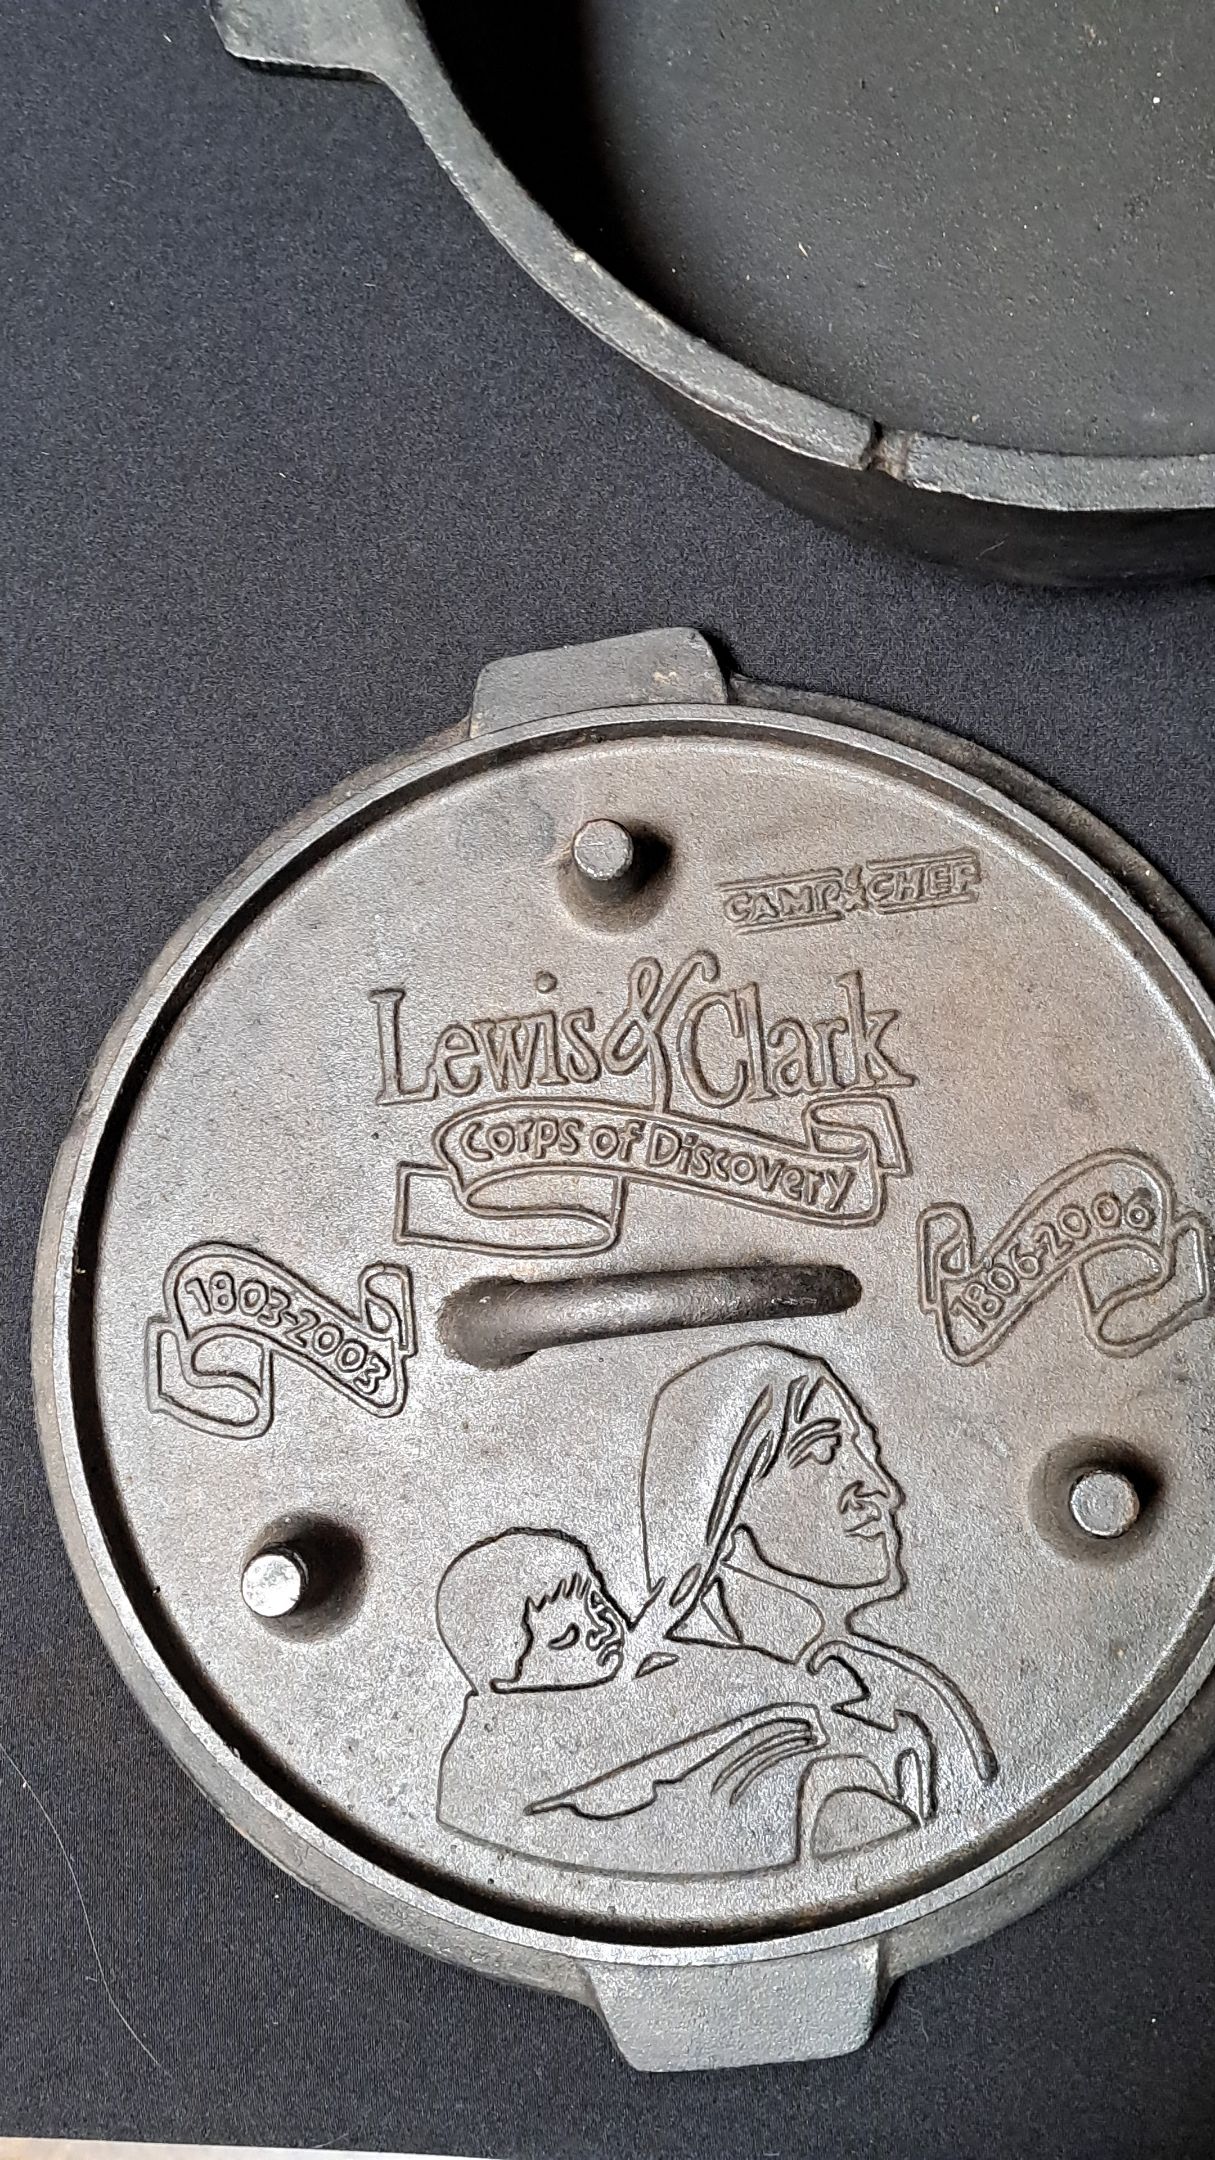 CAMP CHEF
Lewis & Clark
Corps of Discovery
1803-2003
1806-2006